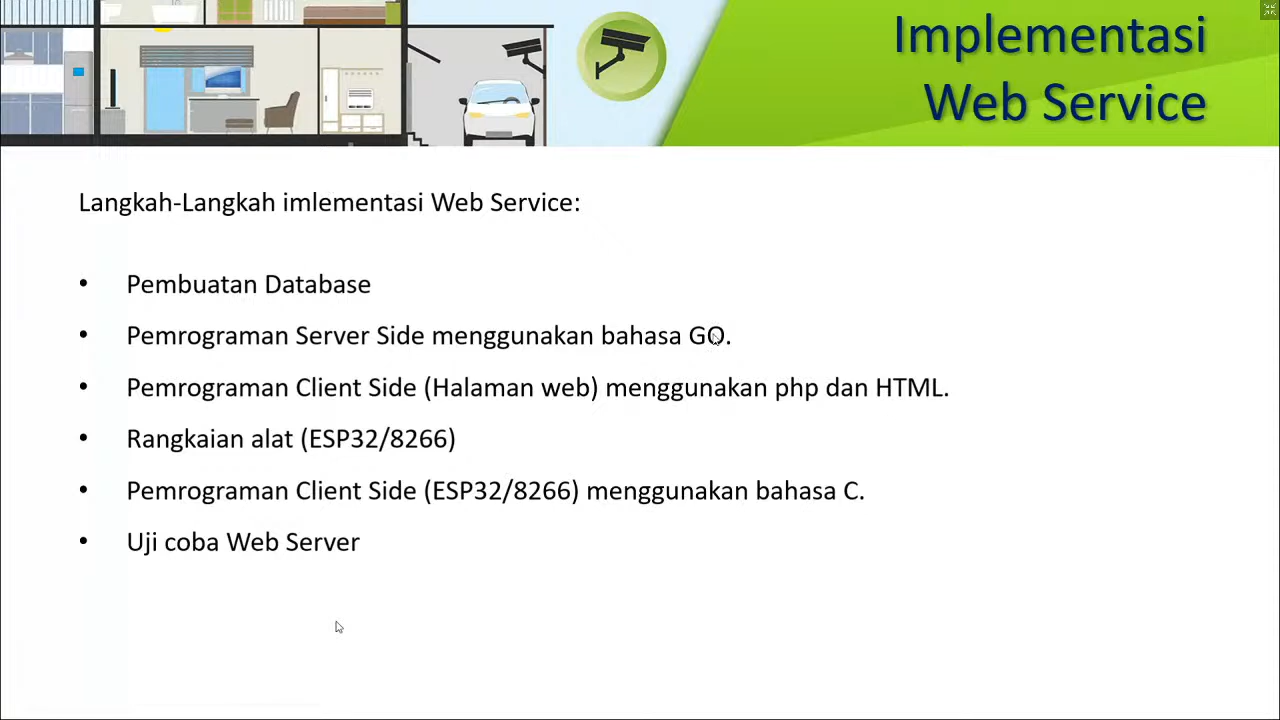 Implementasi
Web Service
Langkah-Langkah imlementasi Web Service:
• Pembuatan Database
• Pemrograman Server Side menggunakan bahasa GO.
• Pemrograman Client Side (Halaman web) menggunakan php dan HTML.
• Rangkaian alat (ESP32/8266)
• Pemrograman Client Side (ESP32/8266) menggunakan bahasa C.
• Uji coba Web Server